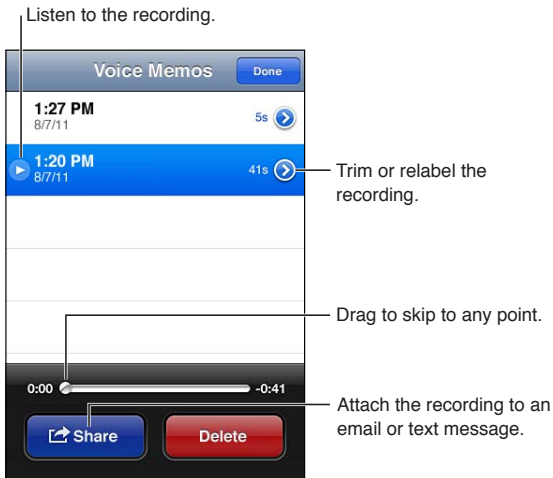 Listen to the recording.
Voice Memos Done
1:27 PM
8/7/11
5s
1:20 PM
8/7/11
41s
Trim or relabel the
recording.
Drag to skip to any point.
0:00 -0:41
Attach the recording to an
email or text message.
Share Delete